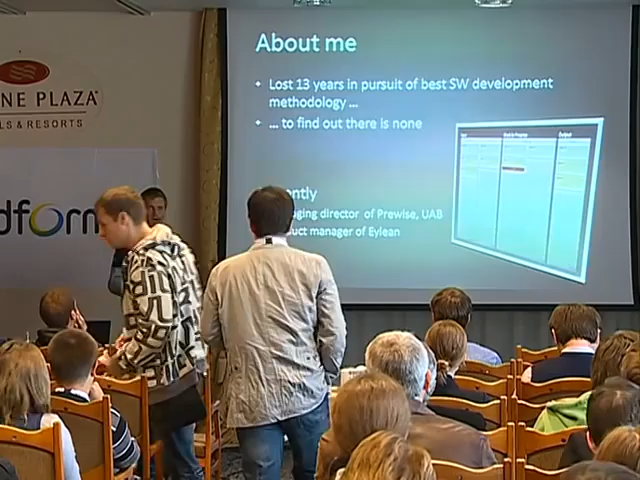 About me
• Lost 13 years in pursuit of best SW development
methodology ...
• ... to find out there is none
ently
aging director of Prewise, UAB
uct manager of Eylean
NE PLAZA
LS & RESORTS
dform